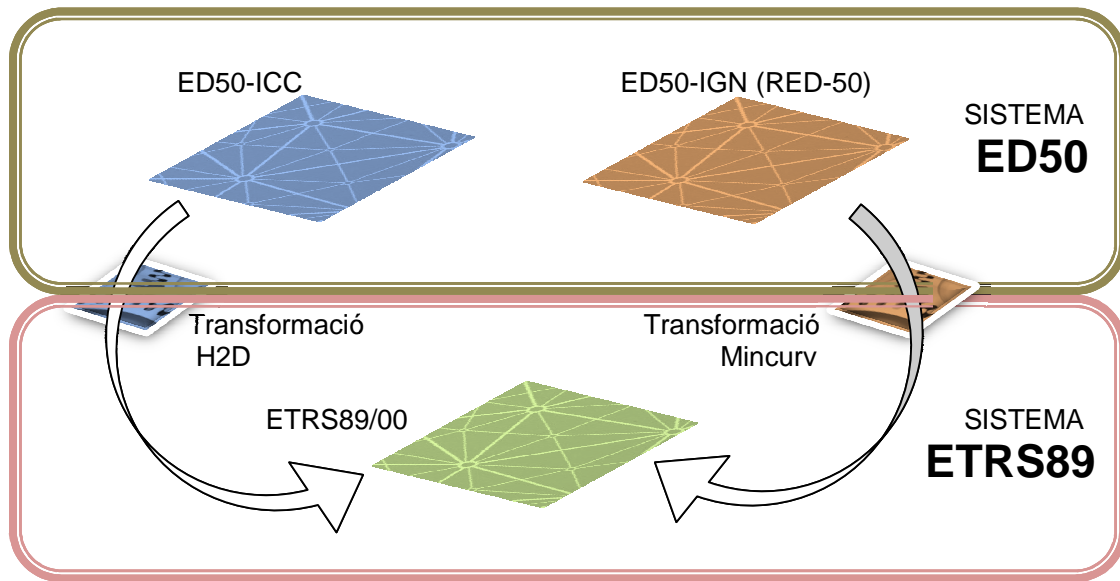 ED50-ICC
ED50-IGN (RED-50)
SISTEMA
ED50
Transformació
H2D
Transformació
Mincurv
ETRS89/00
SISTEMA
ETRS89